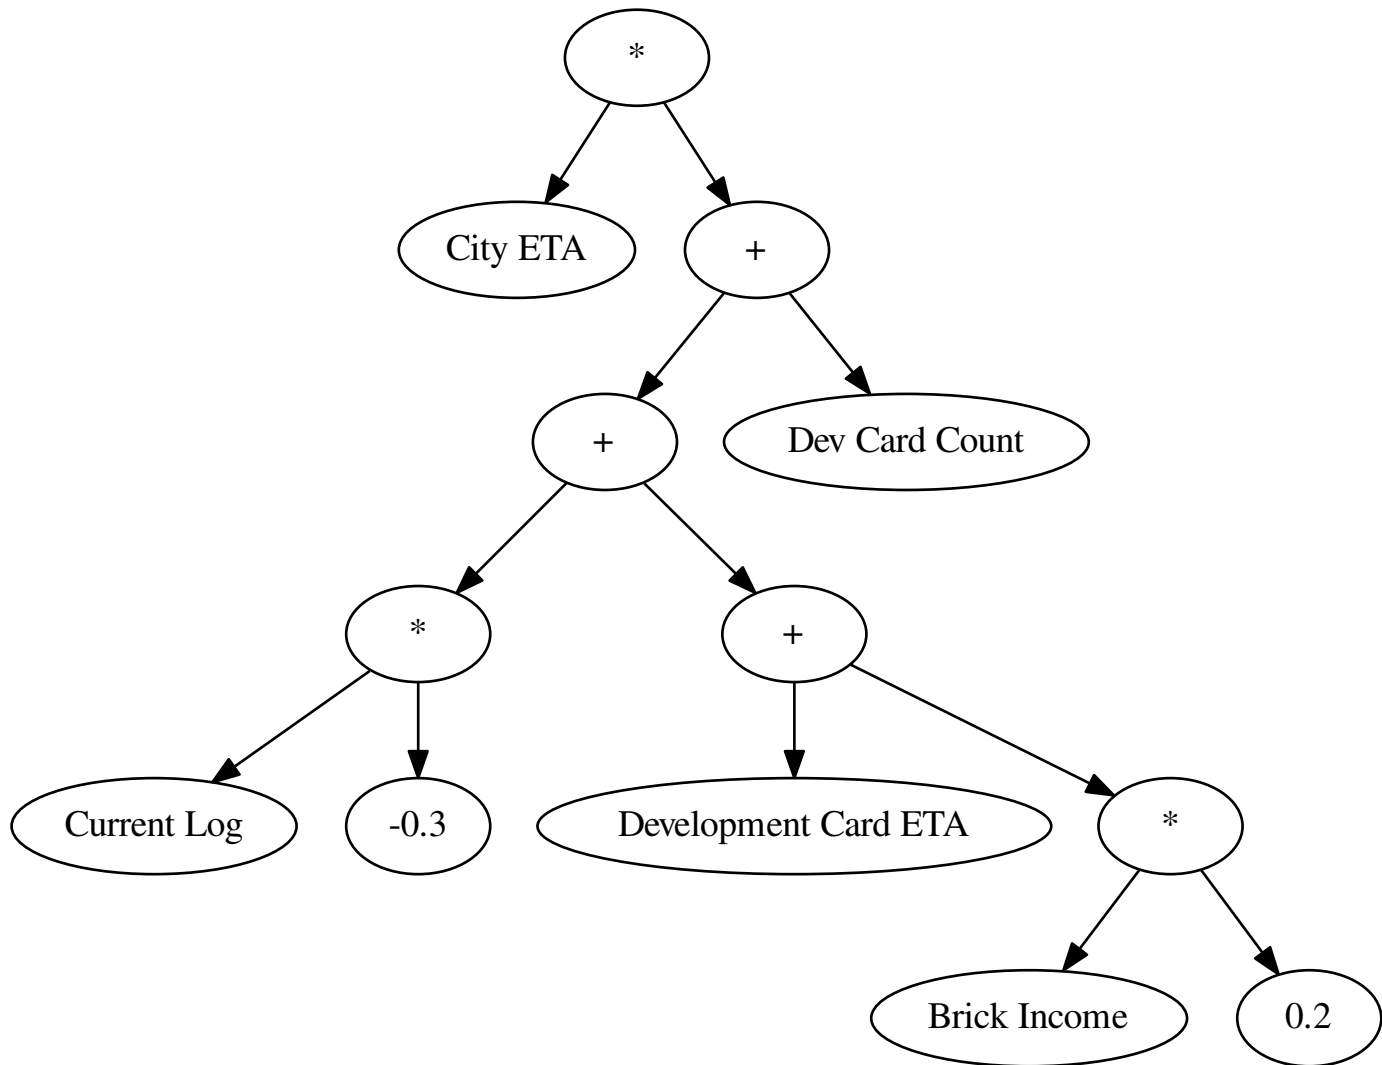 *
City ETA
+
+
Dev Card Count
*
+
Current Log
-0.3
Development Card ETA
*
Brick Income
0.2